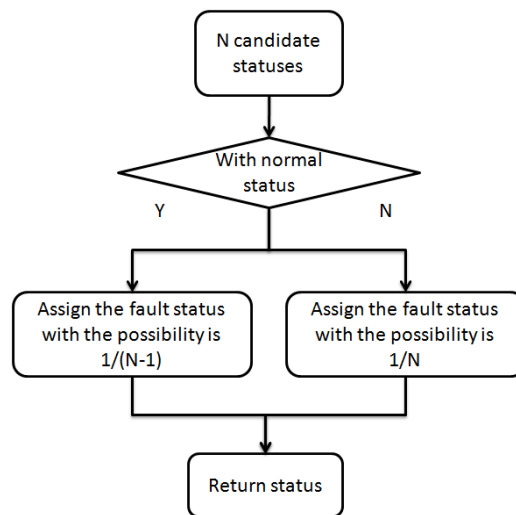 N candidate
statuses
With normal
status
Y
N
Assign the fault status
with the possibility is
1/(N-1)
Assign the fault status
with the possibility is
1/N
Return status